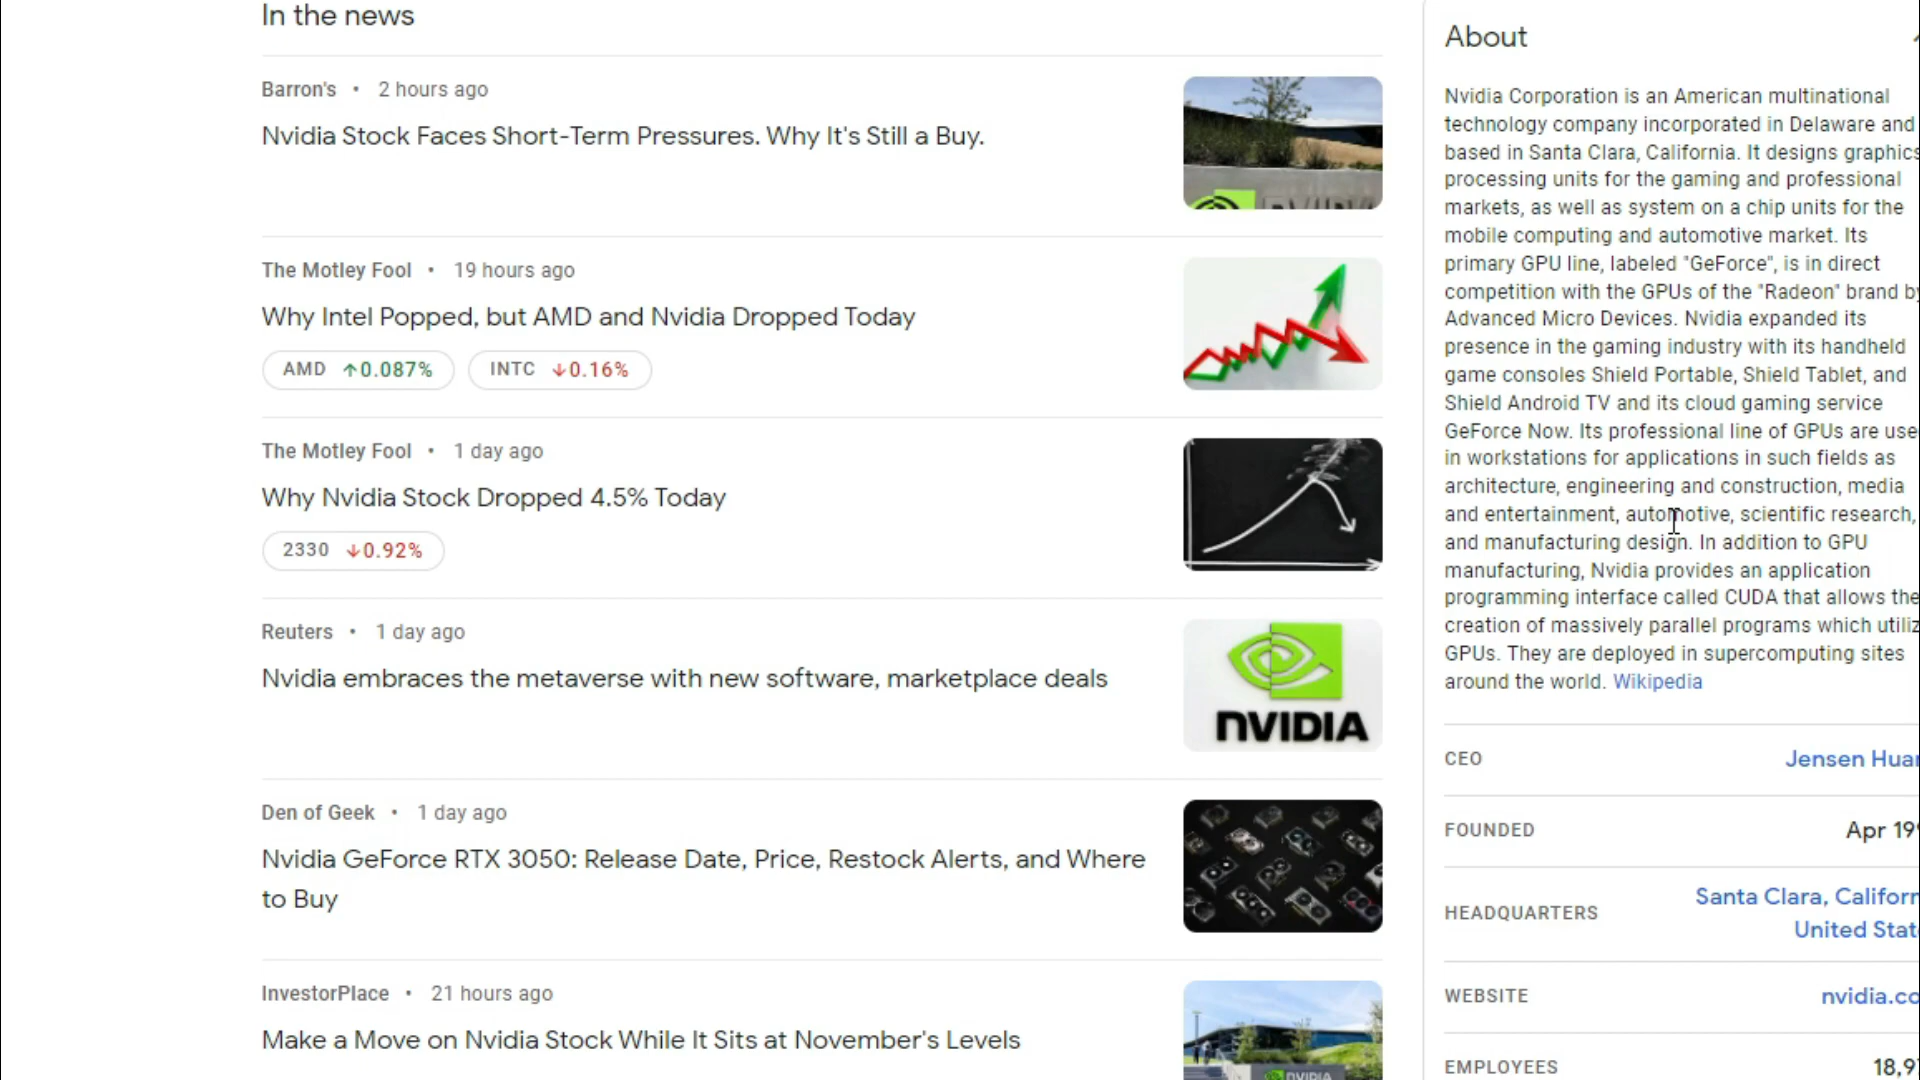 In the news
Barron's • 2 hours ago
Nvidia Stock Faces Short-Term Pressures. Why It's Still a Buy.
The Motley Fool • 19 hours ago
Why Intel Popped, but AMD and Nvidia Dropped Today
AMD ↑0.087% INTC ↓0.16%
The Motley Fool • 1 day ago
Why Nvidia Stock Dropped 4.5% Today
2330 ↓0.92%
Reuters • 1 day ago
Nvidia embraces the metaverse with new software, marketplace deals
NVIDIA
Den of Geek • 1 day ago
Nvidia GeForce RTX 3050: Release Date, Price, Restock Alerts, and Where
to Buy
InvestorPlace • 21 hours ago
Make a Move on Nvidia Stock While It Sits at November's Levels
NVIDIA
About
Nvidia Corporation is an American multinational
technology company incorporated in Delaware and
based in Santa Clara, California. It designs graphics
processing units for the gaming and professional
markets, as well as system on a chip units for the
mobile computing and automotive market. Its
primary GPU line, labeled "GeForce", is in direct
competition with the GPUs of the "Radeon" brand by
Advanced Micro Devices. Nvidia expanded its
presence in the gaming industry with its handheld
game consoles Shield Portable, Shield Tablet, and
Shield Android TV and its cloud gaming service
GeForce Now. Its professional line of GPUs are use
in workstations for applications in such fields as
architecture, engineering and construction, media
and entertainment, automotive, scientific research,
and manufacturing design. In addition to GPU
manufacturing, Nvidia provides an application
programming interface called CUDA that allows the
creation of massively parallel programs which utiliz
GPUs. They are deployed in supercomputing sites
around the world. Wikipedia
CEO Jensen Hua
FOUNDED Apr 19
HEADQUARTERS Santa Clara, Californ
United Stat
WEBSITE nvidia.co
EMPLOYEES 18,9